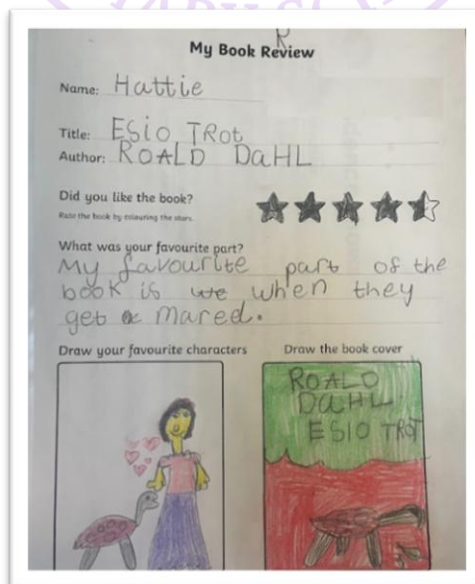 My Book Review
Name: Hattie
Title: ESIO TROt
Author: ROALD DaHL
Did you like the book?
Rate the book by colouring the stars.
What was your favourite part?
My favourite part of the
book is we when they
get a mared.
Draw your favourite characters
Draw the book cover
ROALD
DaHL
ESIO TROT